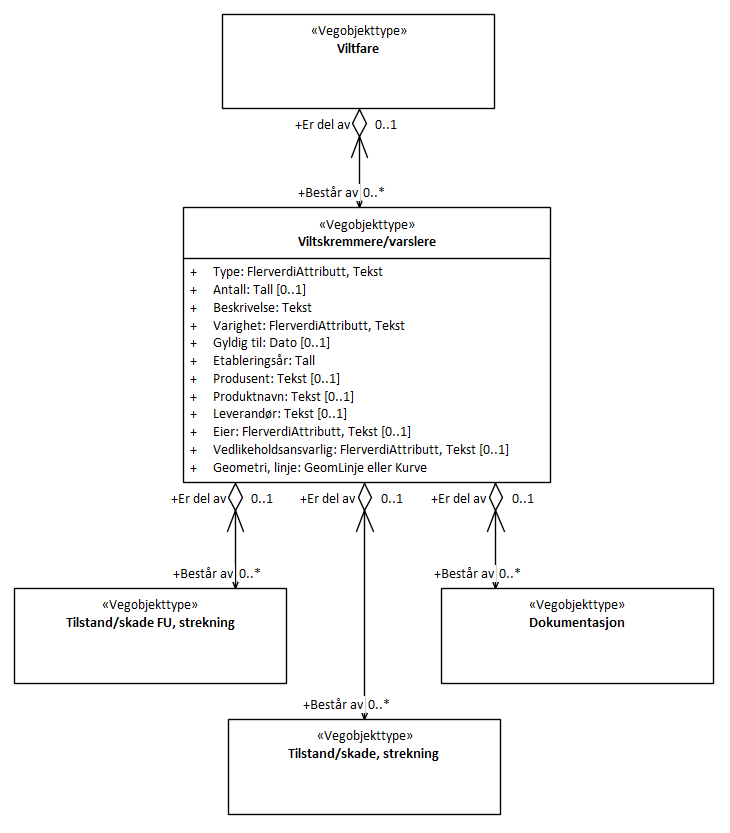 «Vegobjekttype»
Viltfare
+Er del av 0..1
+Består av 0..*
«Vegobjekttype»
Viltskremmere/varslere
+ Type: FlerverdiAttributt, Tekst
+ Antall: Tall [0..1]
+ Beskrivelse: Tekst
+ Varighet: FlerverdiAttributt, Tekst
+ Gyldig til: Dato [0..1]
+ Etableringsår: Tall
+ Produsent: Tekst [0..1]
+ Produktnavn: Tekst [0..1]
+ Leverandør: Tekst [0..1]
+ Eier: FlerverdiAttributt, Tekst [0..1]
+ Vedlikeholdsansvarlig: FlerverdiAttributt, Tekst [0..1]
+ Geometri, linje: GeomLinje eller Kurve
+Er del av 0..1 +Er del av 0..1 +Er del av 0..1
+Består av 0..* +Består av 0..*
«Vegobjekttype»
Tilstand/skade FU, strekning
«Vegobjekttype»
Dokumentasjon
+Består av 0..*
«Vegobjekttype»
Tilstand/skade, strekning